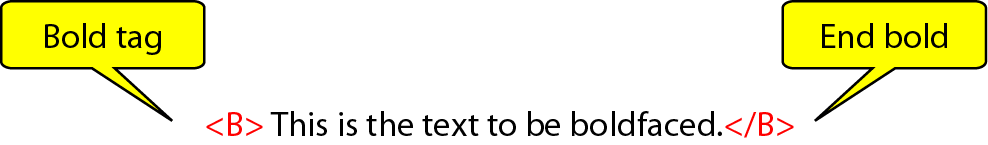 Bold tag
End bold
<B> This is the text to be boldfaced.</B>